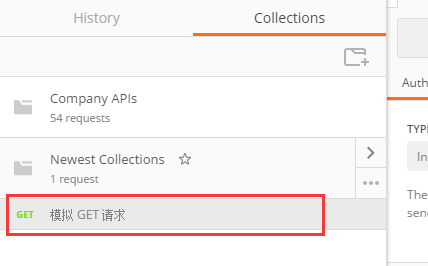 History Collections
Auth
Company APIs
54 requests
TYPE
Newest Collections
In
1 request
The
send
GET 模拟 GET 请求